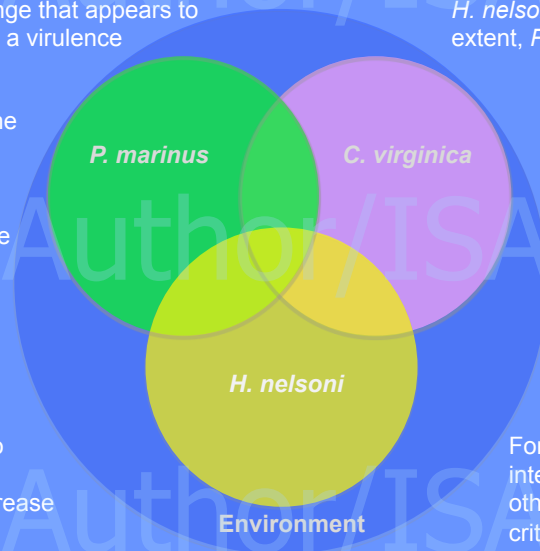 nge that appears to
a virulence
H. nelso
extent, P
ne
P. marinus
C. virginica
e
Author/ISA
H. nelsoni
o
rease
For
inte
oth
crit
Author/ISA
Environment